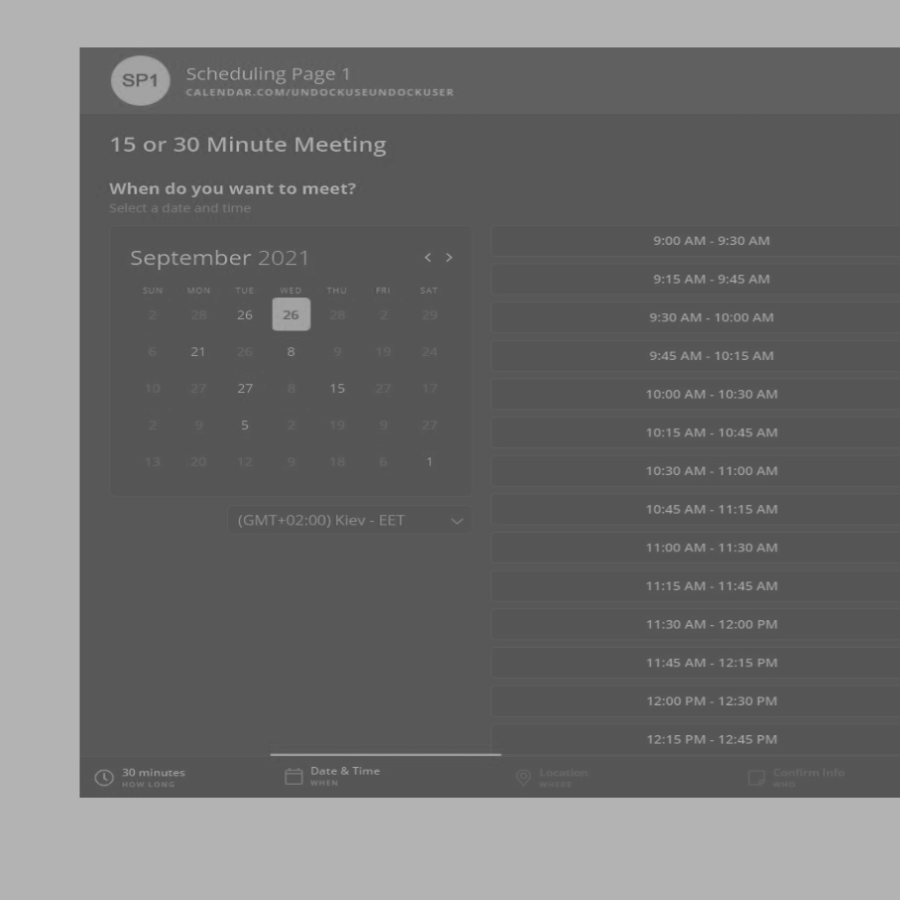 SP1
Scheduling Page 1
CALENDAR.COM/UNDOCKUSEUNDOCKUSER
15 or 30 Minute Meeting
When do you want to meet?
Select a date and time
September 2021 < >
SUN MON TUE WED THU FRI SAT
2 28 26 26 28 2 29
6 21 26 8 9 19 24
10 27 27 8 15 27 17
2 9 5 2 19 9 27
13 20 12 9 18 6 1
(GMT+02:00) Kiev - EET
9:00 AM - 9:30 AM
9:15 AM - 9:45 AM
9:30 AM - 10:00 AM
9:45 AM - 10:15 AM
10:00 AM - 10:30 AM
10:15 AM - 10:45 AM
10:30 AM - 11:00 AM
10:45 AM - 11:15 AM
11:00 AM - 11:30 AM
11:15 AM - 11:45 AM
11:30 AM - 12:00 PM
11:45 AM - 12:15 PM
12:00 PM - 12:30 PM
12:15 PM - 12:45 PM
30 minutes
HOW LONG
Date & Time
WHEN
Location
WHERE
Confirm Info
WHO